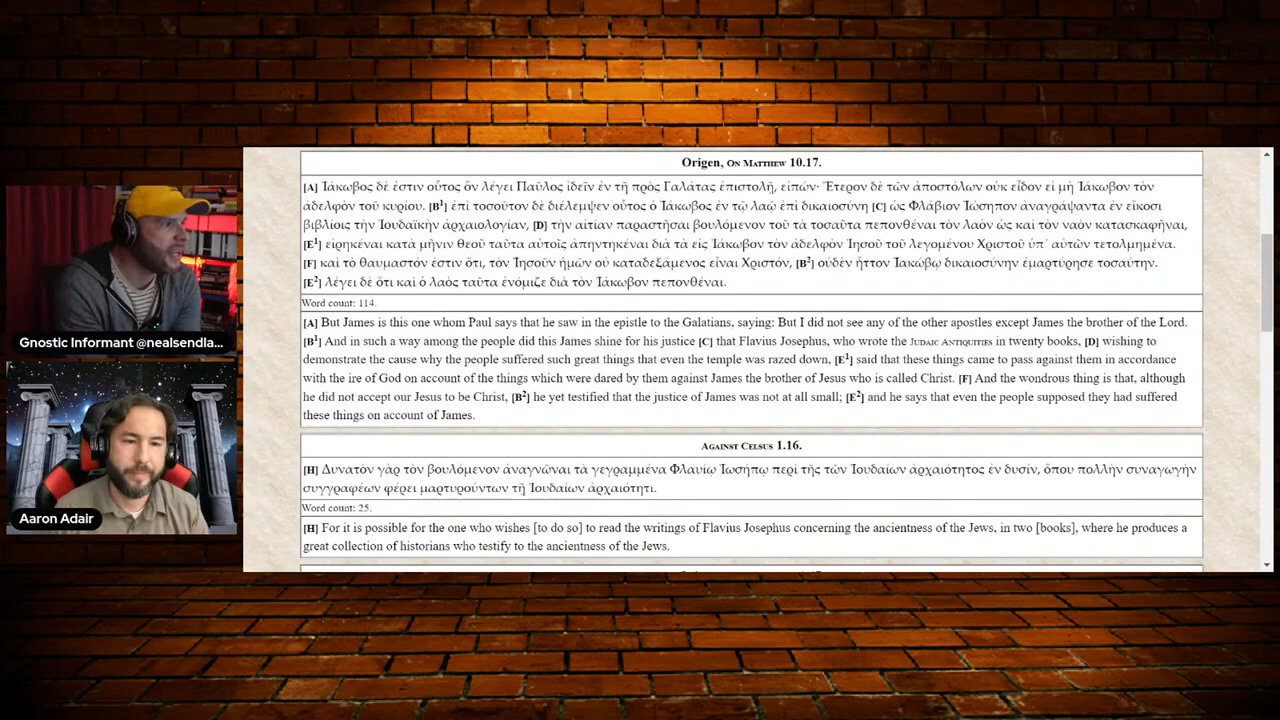 Origen, On Matthew 10.17.
[A] Ἰάκωβος δέ ἐστιν οὗτος ὃν λέγει Παῦλος ἰδεῖν ἐν τῇ πρὸς Γαλάτας ἐπιστολῇ, εἰπών· Ἕτερον δὲ τῶν ἀποστόλων οὐκ εἶδον εἰ μὴ Ἰάκωβον τὸν
ἀδελφὸν τοῦ κυρίου. [B1] ἐπὶ τοσοῦτον δὲ διέλεμψεν οὗτος ὁ Ἰάκωβος ἐν τῷ λαῷ ἐπὶ δικαιοσύνῃ [C] ὡς Φλάβιον Ἰώσηπον ἀναγράψαντα ἐν εἴκοσι
βιβλίοις τὴν Ἰουδαϊκὴν ἀρχαιολογίαν, [D] τὴν αἰτίαν παραστῆσαι βουλόμενον τοῦ τὰ τοσαῦτα πεπονθέναι τὸν λαὸν ὡς καὶ τὸν ναὸν κατασκαφῆναι,
[E1] εἰρηκέναι κατὰ μῆνιν θεοῦ ταῦτα αὐτοῖς ἀπηντηκέναι διὰ τὰ εἰς Ἰάκωβον τὸν ἀδελφὸν Ἰησοῦ τοῦ λεγομένου Χριστοῦ ὑπ᾽ αὐτῶν τετολμημένα.
[F] καὶ τὸ θαυμαστόν ἐστιν ὅτι, τὸν Ἰησοῦν ἡμῶν οὐ καταδεξάμενος εἶναι Χριστόν, [B2] οὐδὲν ἧττον Ἰακώβῳ δικαιοσύνην ἐμαρτύρησε τοσαύτην.
[E2] λέγει δὲ ὅτι καὶ ὁ λαὸς ταῦτα ἐνόμιζε διὰ τὸν Ἰάκωβον πεπονθέναι.
Word count: 114.
[A] But James is this one whom Paul says that he saw in the epistle to the Galatians, saying: But I did not see any of the other apostles except James the brother of the Lord.
[B1] And in such a way among the people did this James shine for his justice [C] that Flavius Josephus, who wrote the Judaic Antiquities in twenty books, [D] wishing to
demonstrate the cause why the people suffered such great things that even the temple was razed down, [E1] said that these things came to pass against them in accordance
with the ire of God on account of the things which were dared by them against James the brother of Jesus who is called Christ. [F] And the wondrous thing is that, although
he did not accept our Jesus to be Christ, [B2] he yet testified that the justice of James was not at all small; [E2] and he says that even the people supposed they had suffered
these things on account of James.
Against Celsus 1.16.
[H] Δυνατὸν γὰρ τὸν βουλόμενον ἀναγνῶναι τὰ γεγραμμένα Φλαυΐῳ Ἰωσήπῳ περὶ τῆς τῶν Ἰουδαίων ἀρχαιότητος ἐν δυσίν, ὅπου πολλὴν συναγωγὴν
συγγραφέων φέρει μαρτυρούντων τῇ Ἰουδαίων ἀρχαιότητι.
Word count: 25.
[H] For it is possible for the one who wishes [to do so] to read the writings of Flavius Josephus concerning the ancientness of the Jews, in two [books], where he produces a
great collection of historians who testify to the ancientness of the Jews.
Gnostic Informant @nealsendla...
Aaron Adair